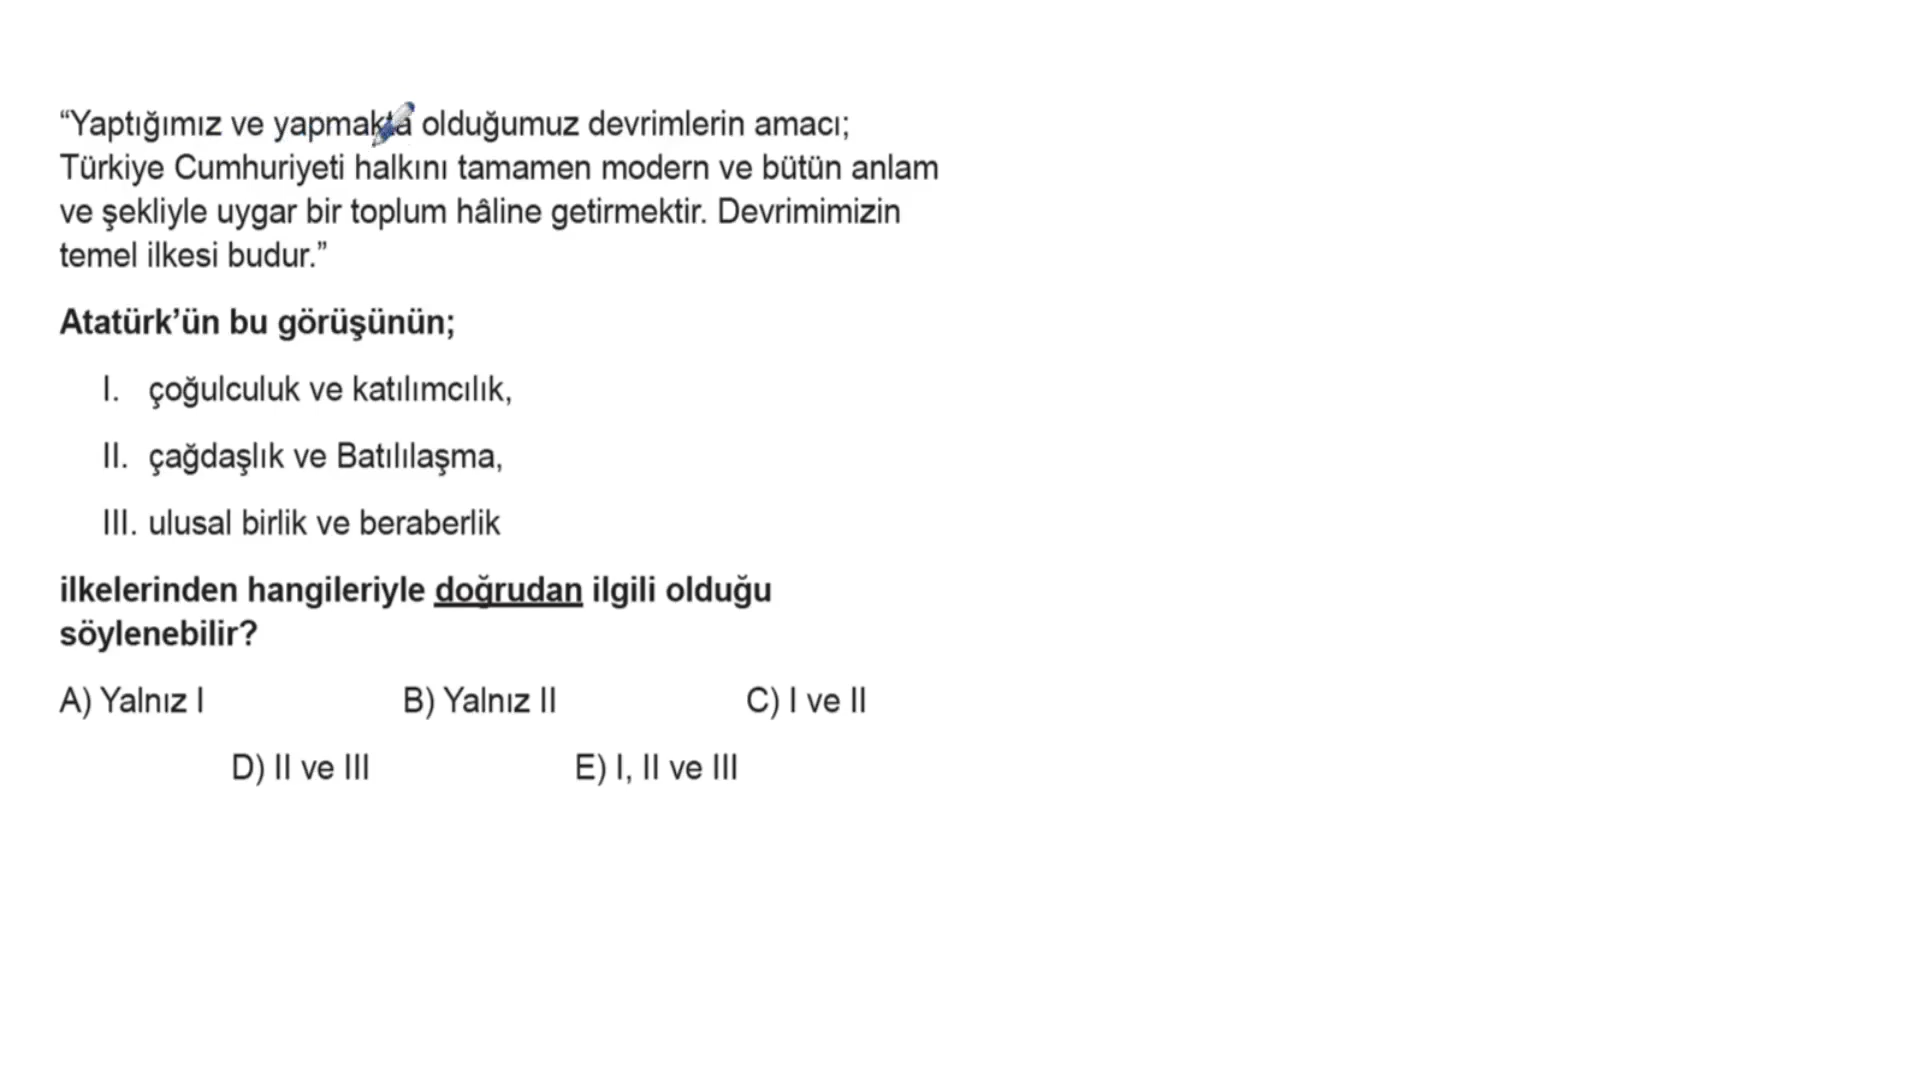 “Yaptığımız ve yapmakta olduğumuz devrimlerin amacı;
Türkiye Cumhuriyeti halkını tamamen modern ve bütün anlam
ve şekliyle uygar bir toplum hâline getirmektir. Devrimimizin
temel ilkesi budur.”
Atatürk’ün bu görüşünün;
I. çoğulculuk ve katılımcılık,
II. çağdaşlık ve Batılılaşma,
III. ulusal birlik ve beraberlik
ilkelerinden hangileriyle doğrudan ilgili olduğu
söylenebilir?
A) Yalnız I B) Yalnız II C) I ve II
D) II ve III E) I, II ve III